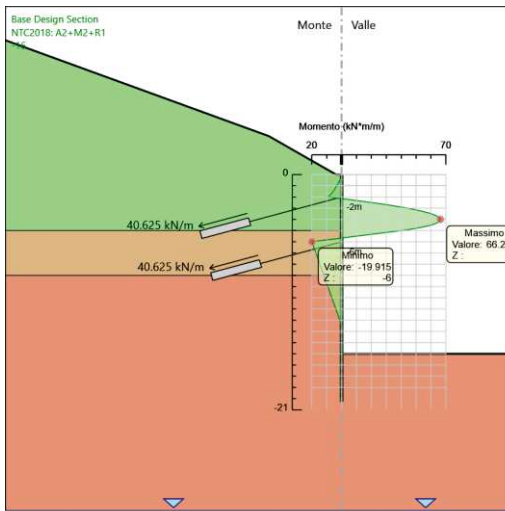 Base Design Section
NTC2018: A2+M2+R1
Monte
Valle
Momento (kN*m/m)
20
70
0
-2m
40.625 kN/m
Massimo
Valore: 66.2
Z :
Minimo
Valore: -19.915
Z : -6
40.625 kN/m
-21